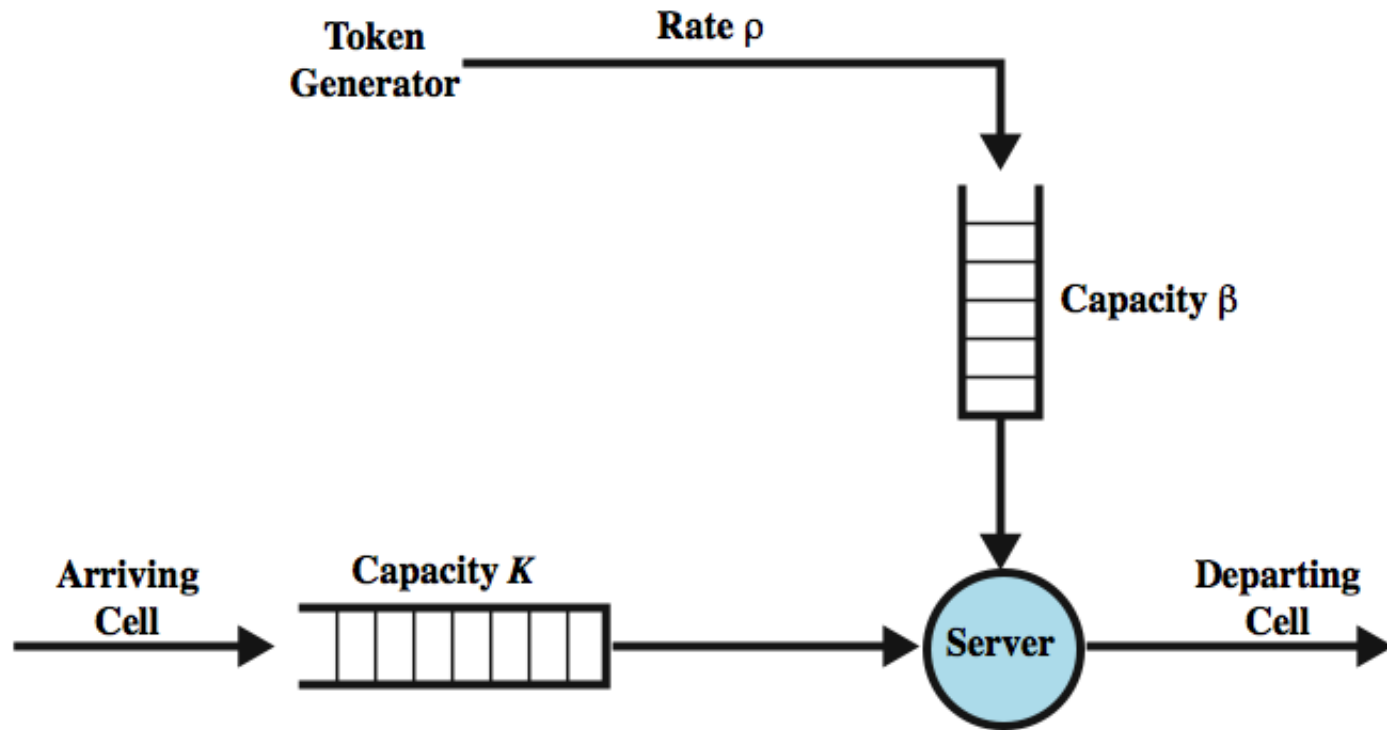 Token
Generator
Rate ρ
Capacity β
Arriving
Cell
Capacity K
Server
Departing
Cell